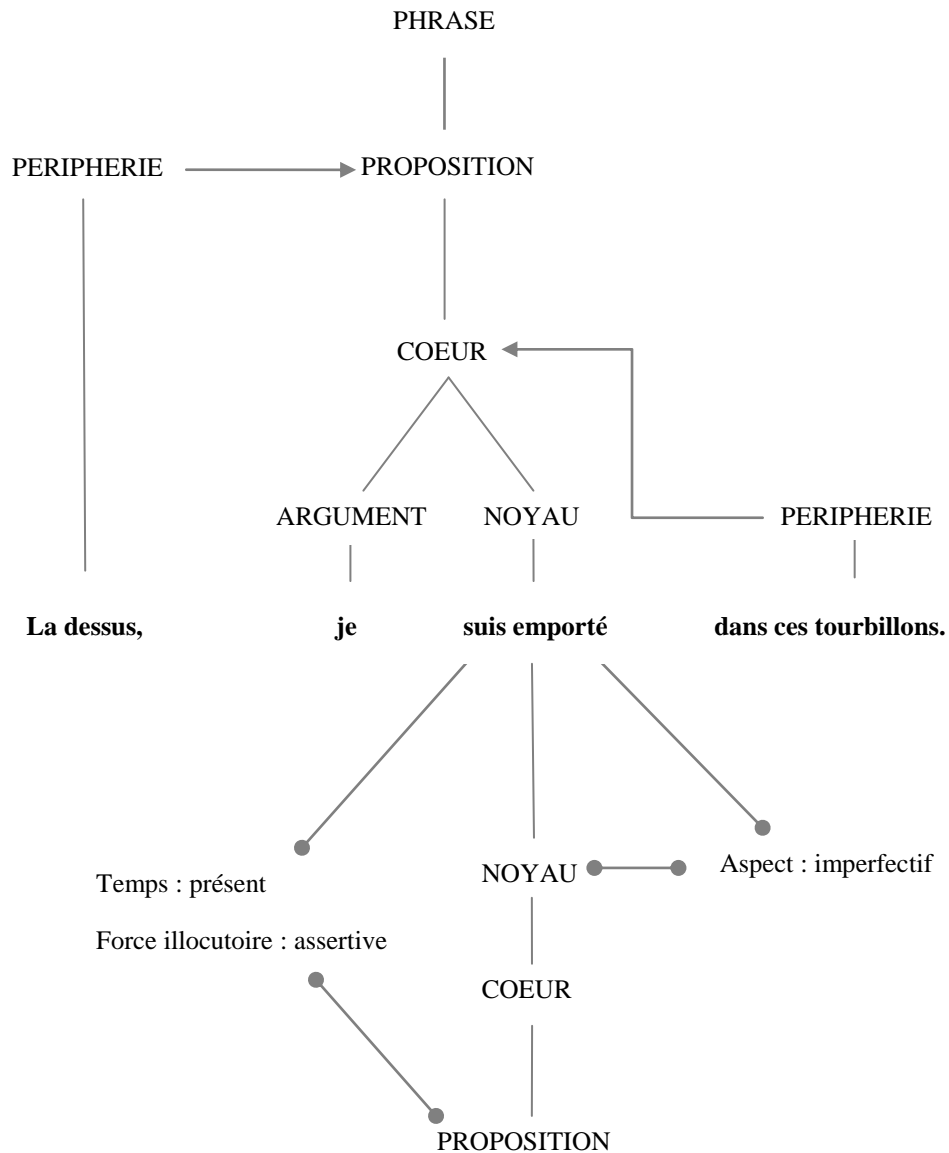 PHRASE
PERIPHERIE PROPOSITION
COEUR
ARGUMENT NOYAU PERIPHERIE
La dessus, je suis emporté dans ces tourbillons.
NOYAU Aspect : imperfectif
Temps : présent
Force illocutoire : assertive
COEUR
PROPOSITION